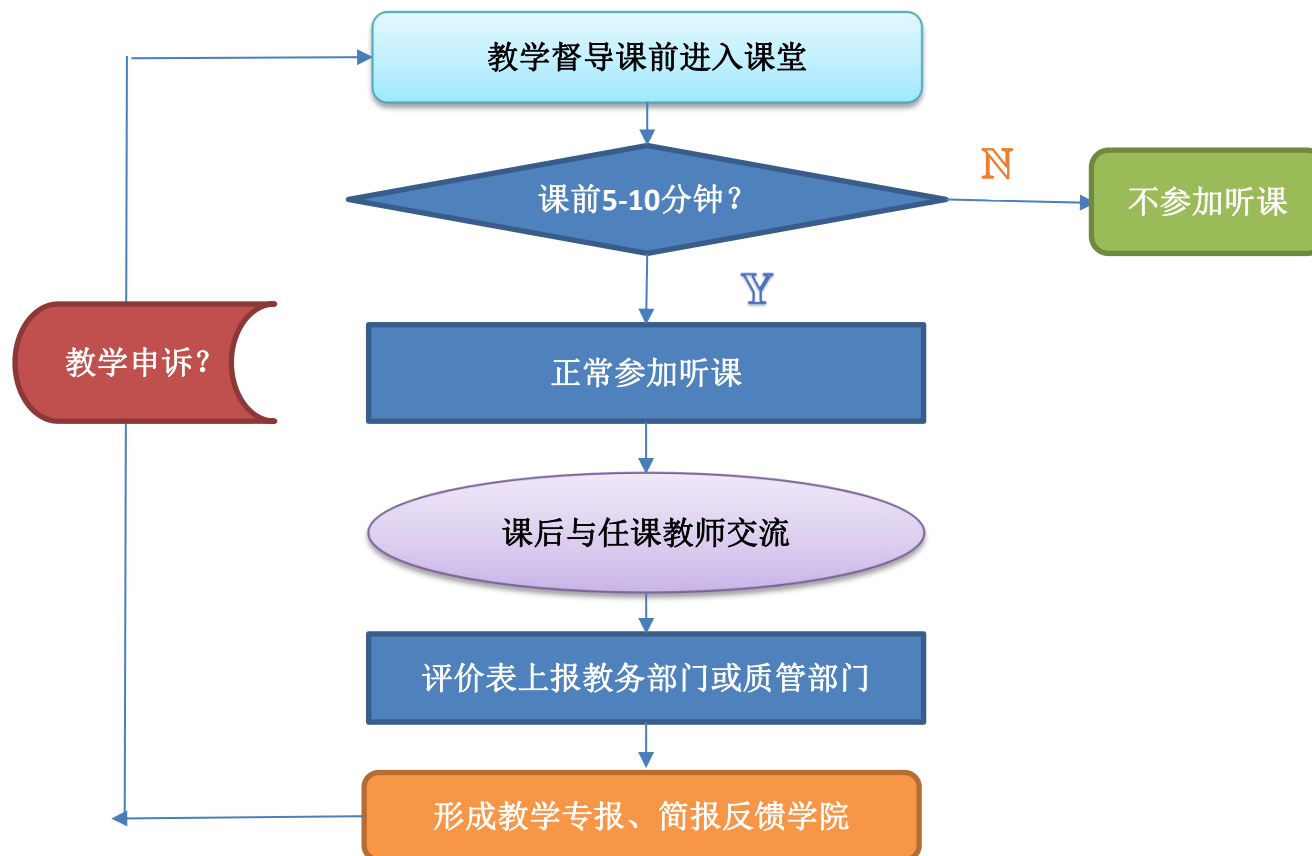 教学督导课前进入课堂
N
课前5-10分钟？
不参加听课
Y
教学申诉？
正常参加听课
课后与任课教师交流
评价表上报教务部门或质管部门
形成教学专报、简报反馈学院